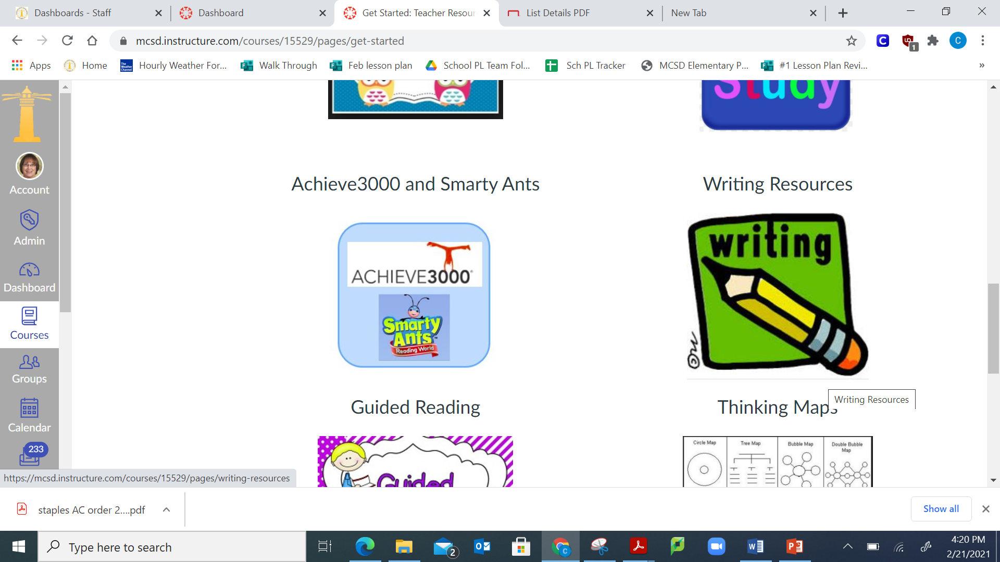 Dashboards - Staff
Dashboard
Get Started: Teacher Resour
List Details PDF
New Tab
mcsd.instructure.com/courses/15529/pages/get-started
C
1
C
Apps
Home
The Weather Channel
Hourly Weather For...
Walk Through
Feb lesson plan
School PL Team Fol...
Sch PL Tracker
MCSD Elementary P...
#1 Lesson Plan Revi...
»
Study
Account
Admin
Dashboard
Courses
Groups
Calendar
233
Achieve3000 and Smarty Ants
Writing Resources
ACHIEVE3000®
Smarty
Ants™
Reading World
writing
Writing Resources
Guided Reading
Thinking Maps
Guided
Circle Map
Tree Map
Bubble Map
Double Bubble
Map
https://mcsd.instructure.com/courses/15529/pages/writing-resources
staples AC order 2....pdf
Show all
Type here to search
2
4:20 PM
2/21/2021